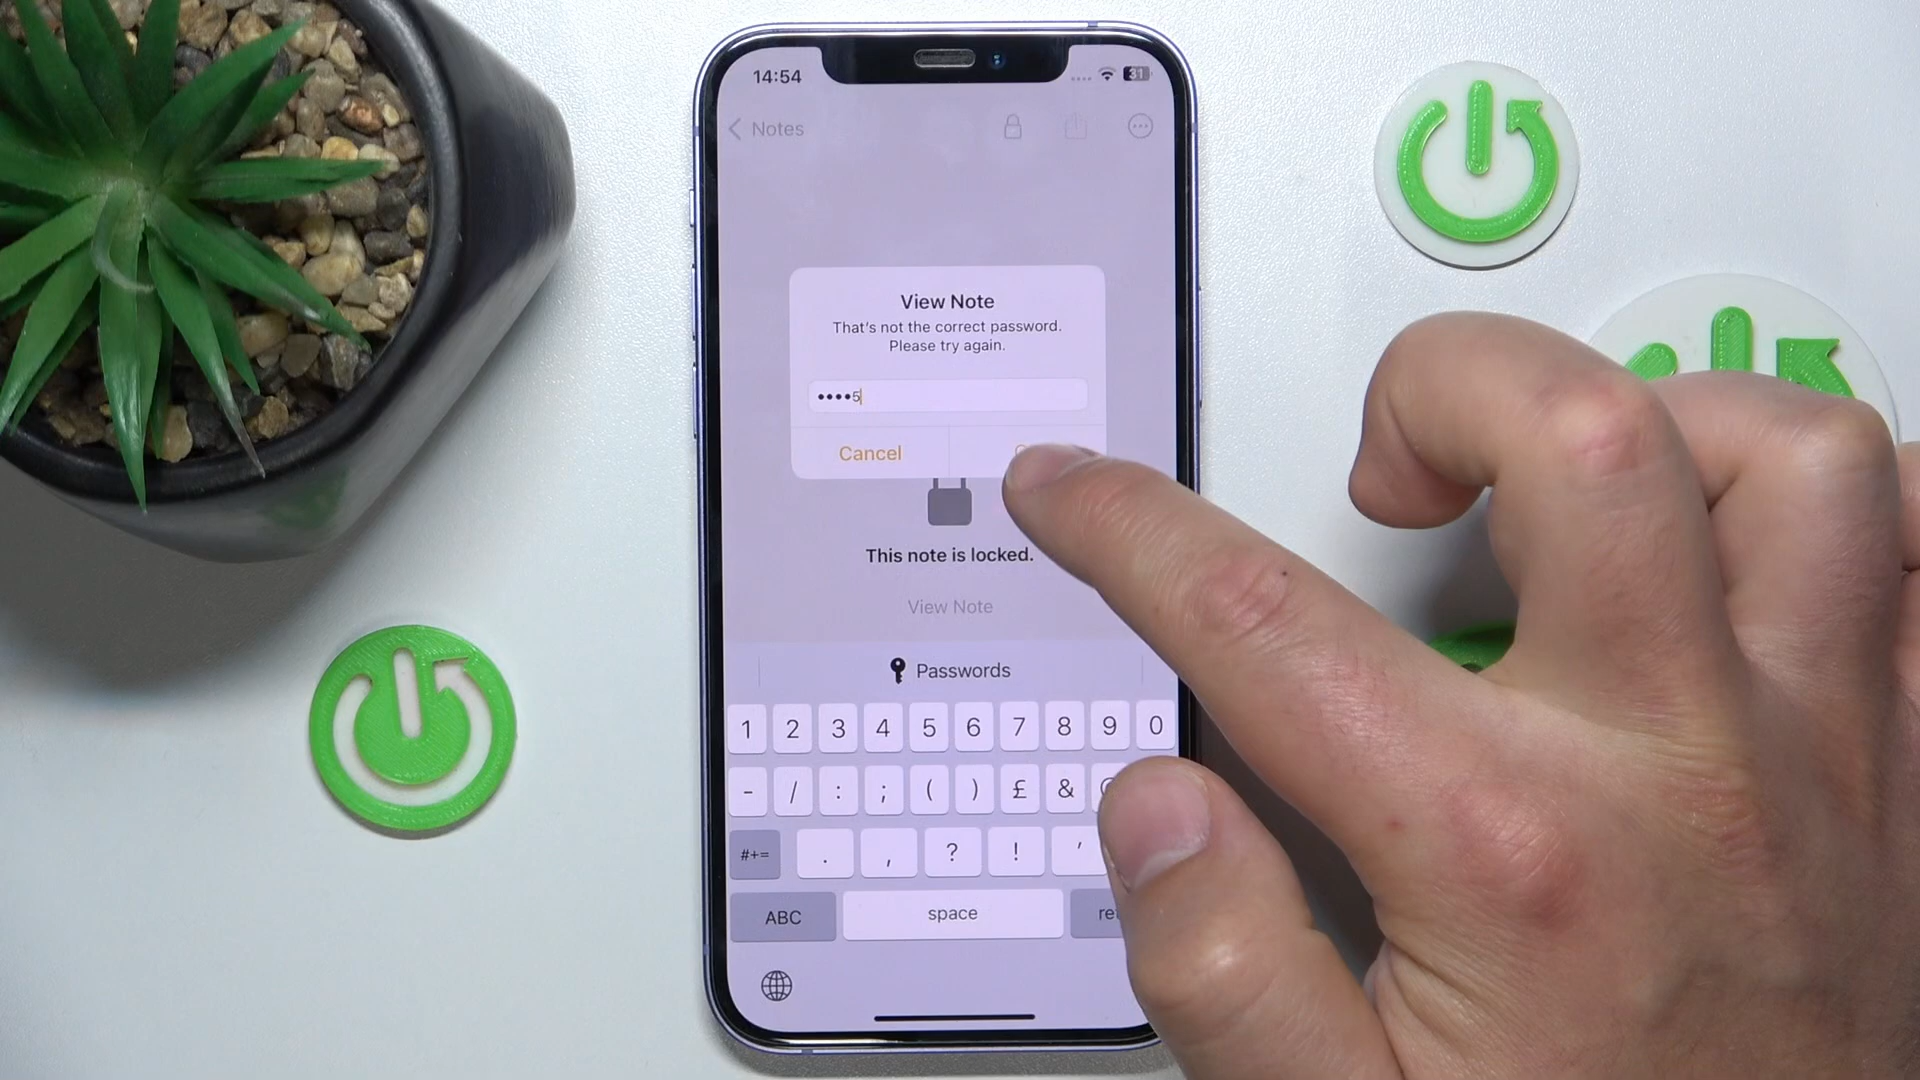 14:54
31
Notes
View Note
That's not the correct password.
Please try again.
••••5
Cancel
This note is locked.
View Note
Passwords
1 2 3 4 5 6 7 8 9 0
- / : ; ( ) £ &
#+= . , ? ! '
ABC space